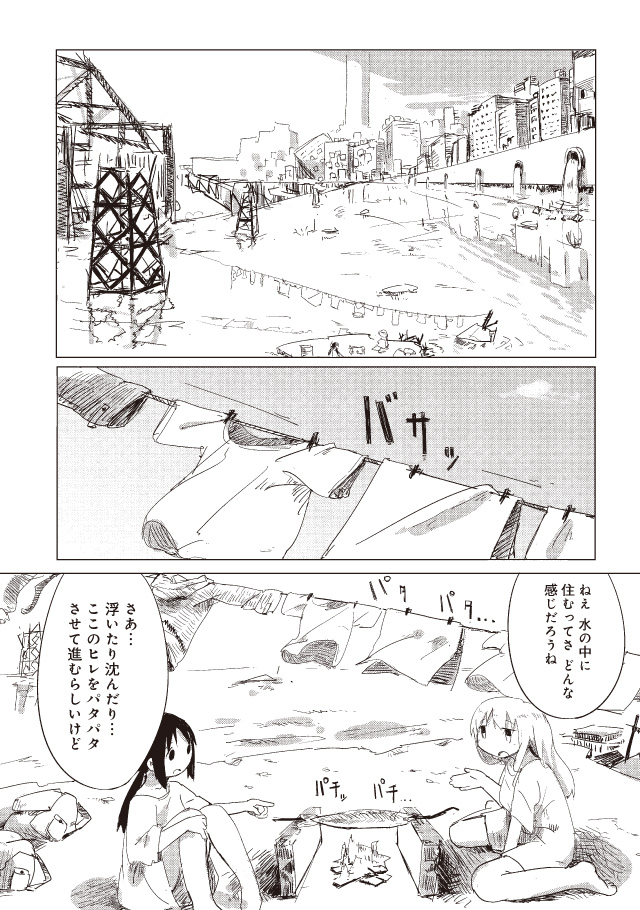 バサッ
パタ
パタ…
ねえ 水の中に
住むってさ どんな
感じだろうね
さあ…
浮いたり沈んだり…
ここのヒレをパタパタ
させて進むらしいけど
パチ…
パチッ